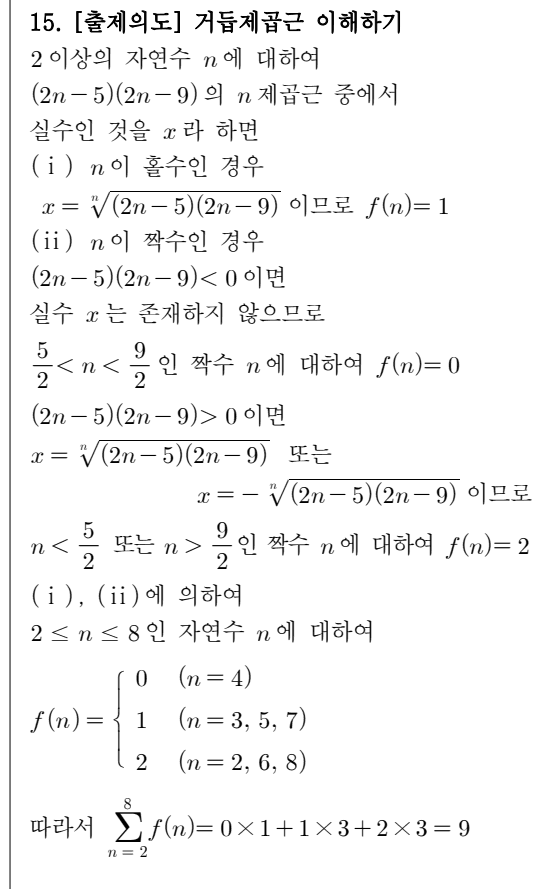 15. [출제의도] 거듭제곱근 이해하기
2 이상의 자연수 n에 대하여
(2n−5)(2n−9)의 n제곱근 중에서
실수인 것을 x라 하면
(ⅰ) n이 홀수인 경우
x = ⁿ√((2n−5)(2n−9)) 이므로 f(n)=1
(ⅱ) n이 짝수인 경우
(2n−5)(2n−9)<0이면
실수 x는 존재하지 않으므로
5/2 < n < 9/2 인 짝수 n에 대하여 f(n)=0
(2n−5)(2n−9)>0이면
x = ⁿ√((2n−5)(2n−9)) 또는
x = − ⁿ√((2n−5)(2n−9)) 이므로
n < 5/2 또는 n > 9/2 인 짝수 n에 대하여 f(n)=2
(ⅰ), (ⅱ)에 의하여
2 ≤ n ≤ 8인 자연수 n에 대하여
f(n) = { 0 (n=4)
1 (n=3, 5, 7)
2 (n=2, 6, 8)
따라서 ∑_{n=2}^{8} f(n)=0×1+1×3+2×3=9